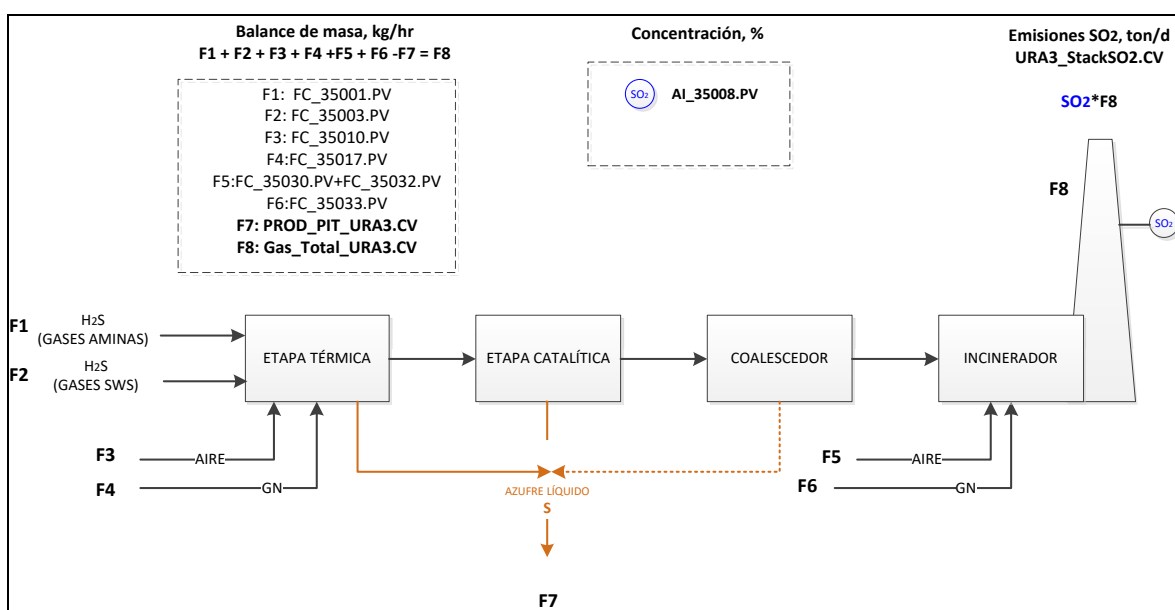 Balance de masa, kg/hr
F1 + F2 + F3 + F4 +F5 + F6 -F7 = F8
F1: FC_35001.PV
F2: FC_35003.PV
F3: FC_35010.PV
F4:FC_35017.PV
F5:FC_35030.PV+FC_35032.PV
F6:FC_35033.PV
F7: PROD_PIT_URA3.CV
F8: Gas_Total_URA3.CV
Concentración, %
SO2 AI_35008.PV
Emisiones SO2, ton/d
URA3_StackSO2.CV
SO2*F8
F8
SO2
F1 H2S
(GASES AMINAS)
F2 H2S
(GASES SWS)
ETAPA TÉRMICA
ETAPA CATALÍTICA
COALESCEDOR
INCINERADOR
F3 AIRE
F4 GN
F5 AIRE
F6 GN
AZUFRE LÍQUIDO
S
F7